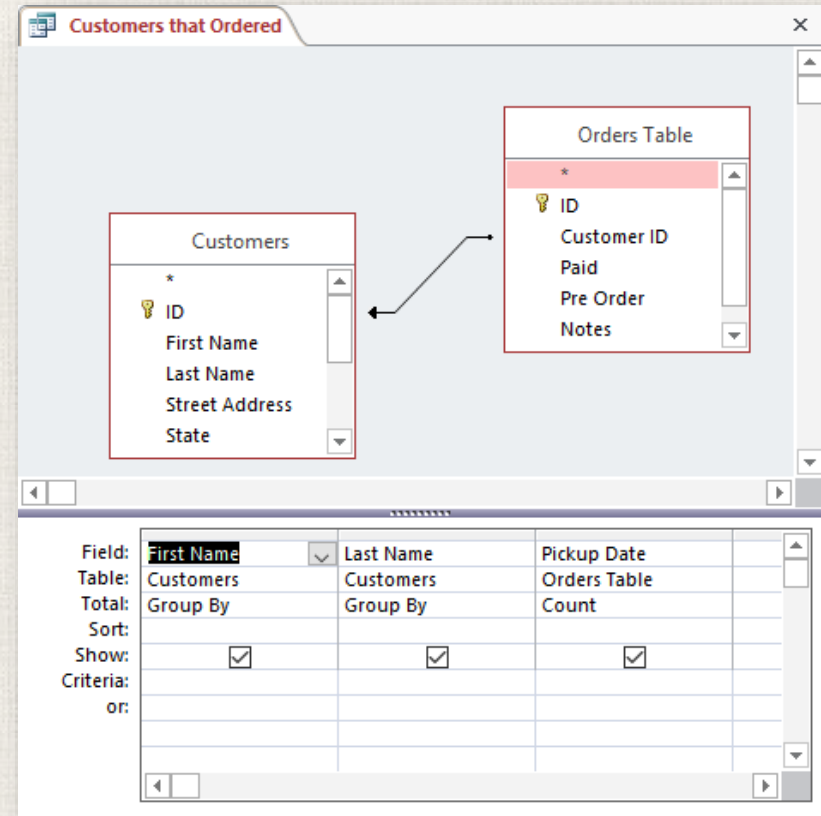 Customers that Ordered
Orders Table
*
ID
Customer ID
Paid
Pre Order
Notes
Customers
*
ID
First Name
Last Name
Street Address
State
Field: First Name Last Name Pickup Date
Table: Customers Customers Orders Table
Total: Group By Group By Count
Sort:
Show:
Criteria:
or: